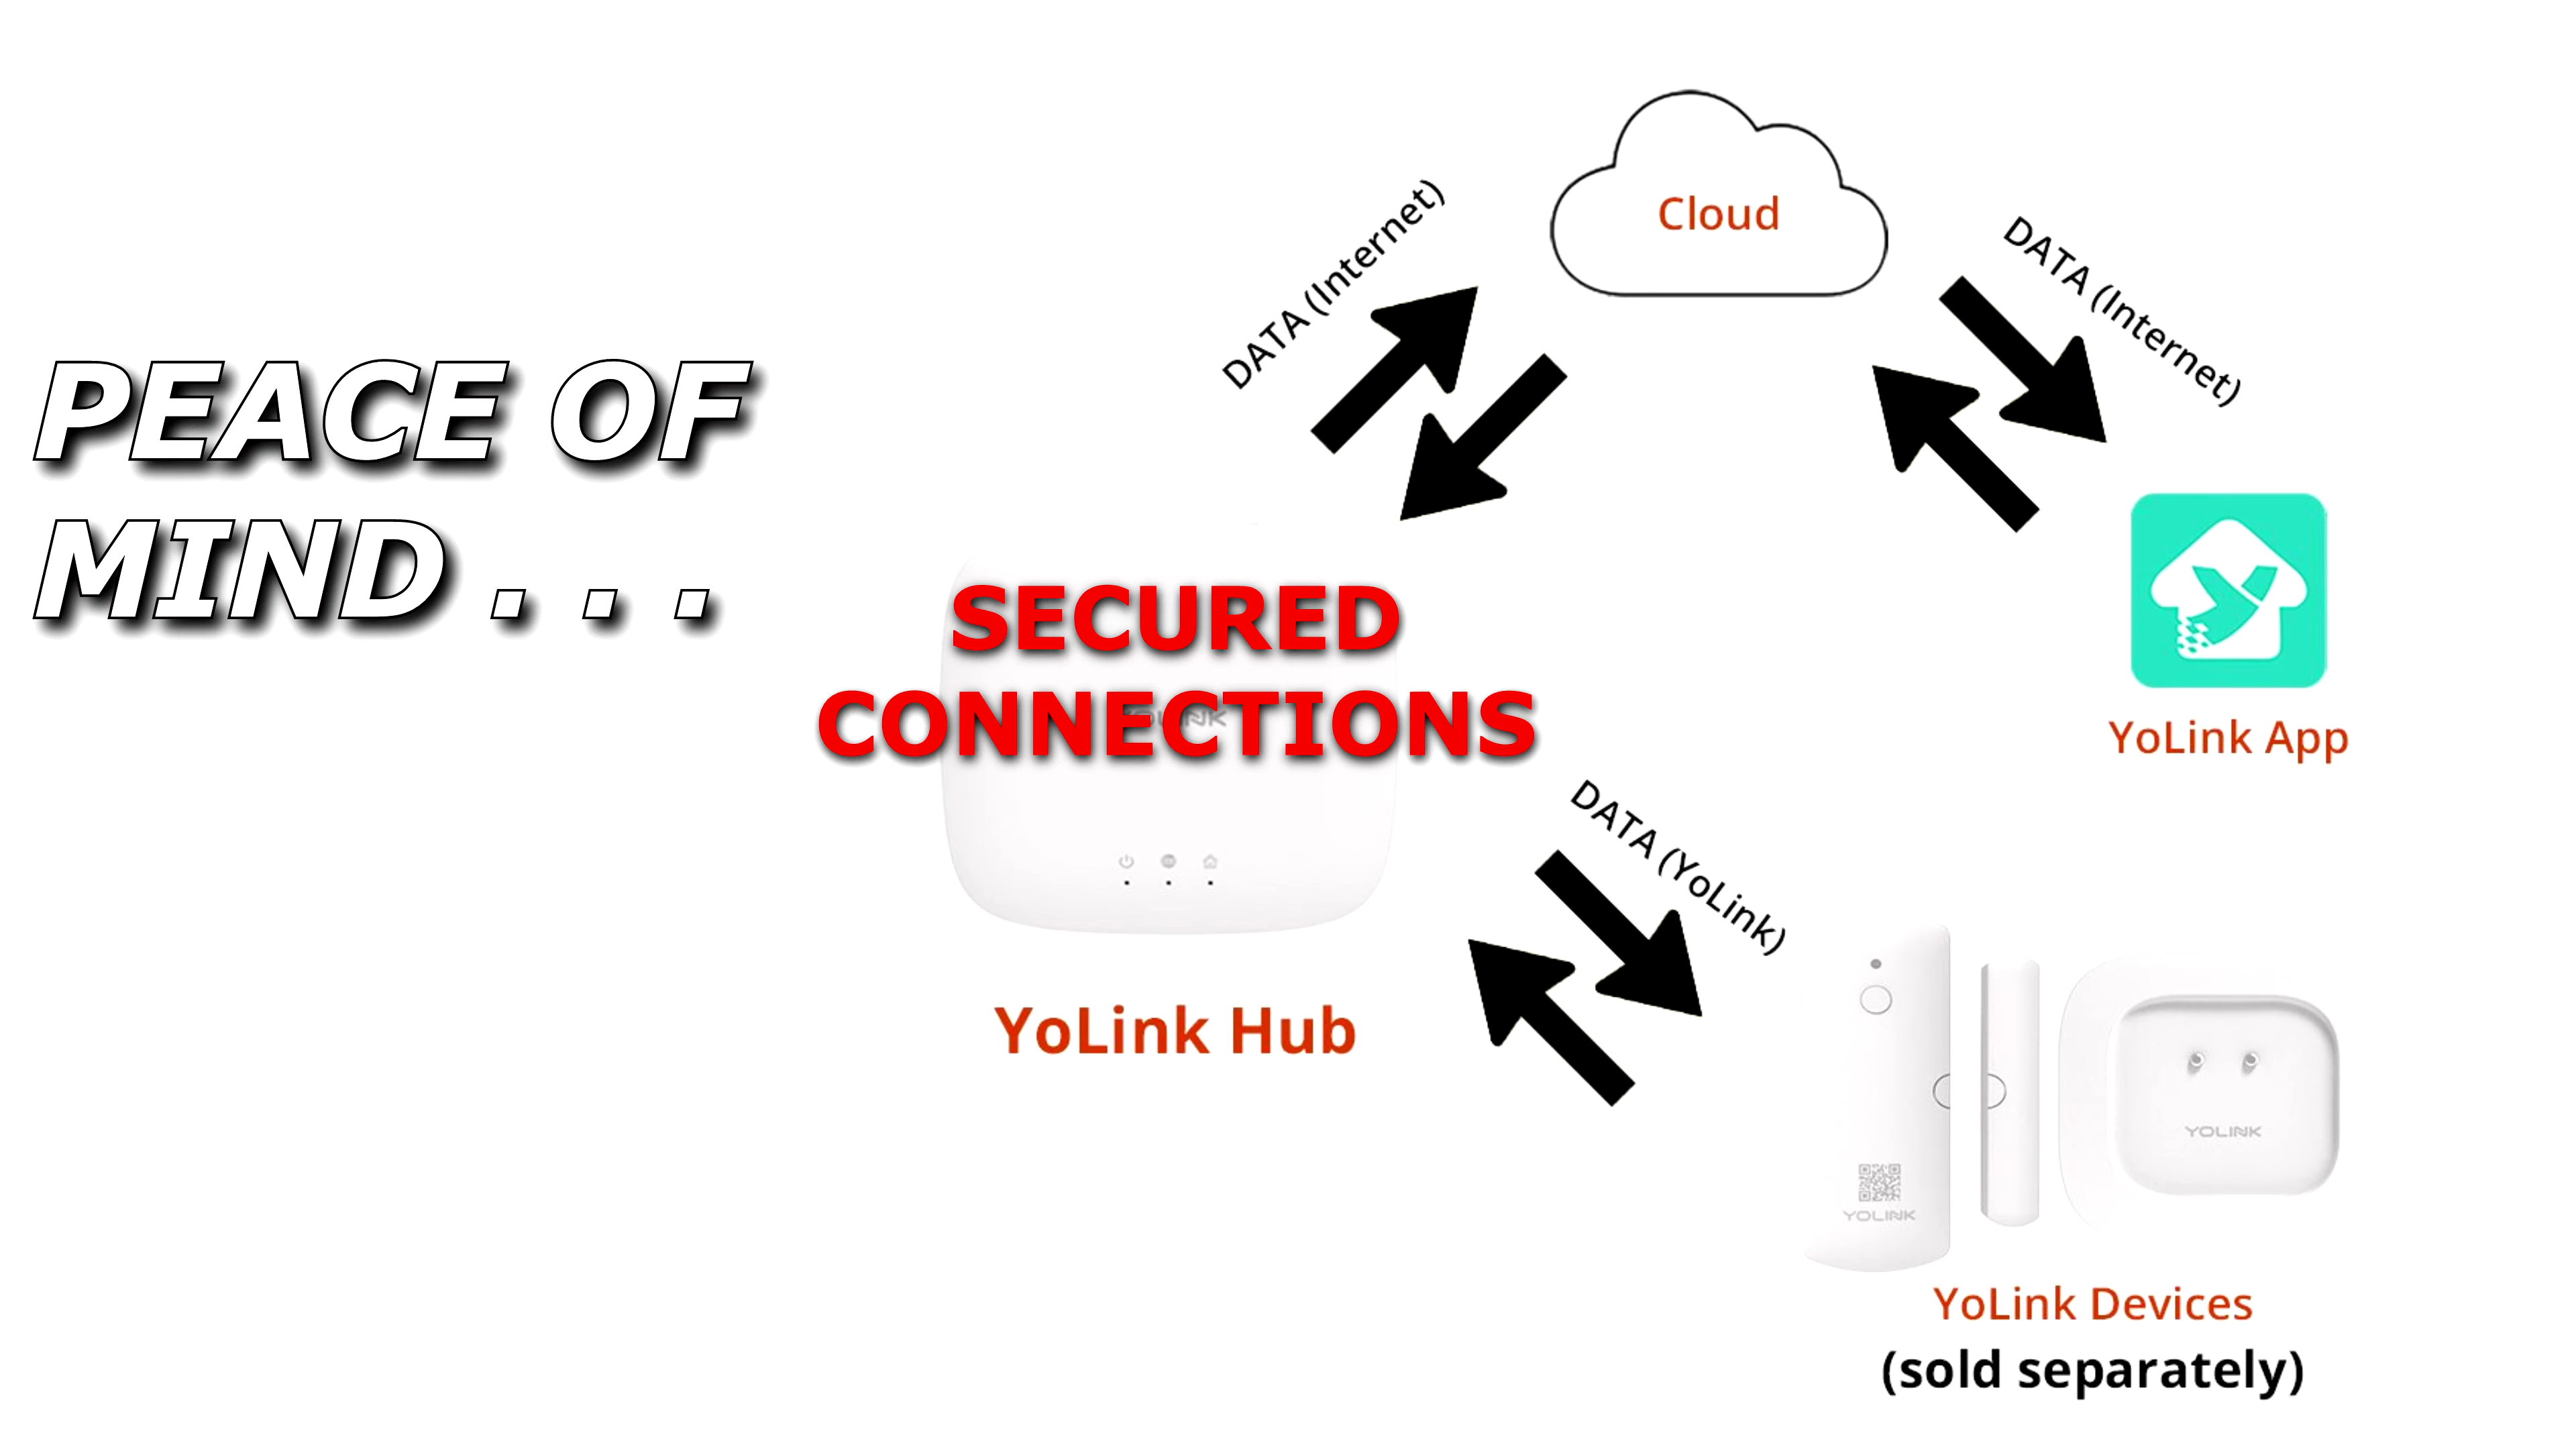 PEACE OF
MIND . . .
Cloud
DATA (Internet)
DATA (Internet)
SECURED
CONNECTIONS
YoLink App
DATA (YoLink)
YoLink Hub
YOLINK
YOLINK
YoLink Devices
(sold separately)